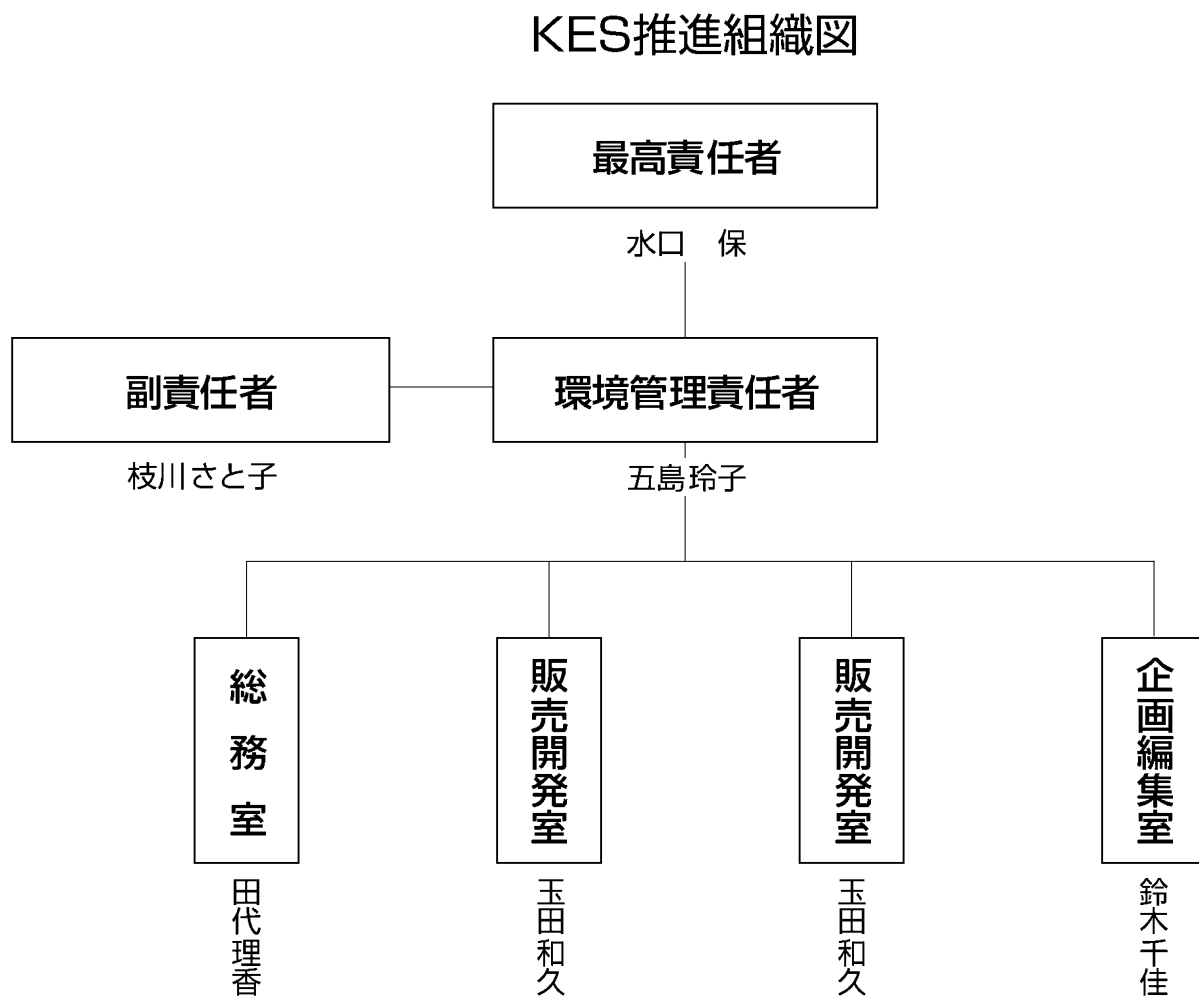 KES推進組織図
最高責任者
水口　保
副責任者
環境管理責任者
枝川さと子
五島玲子
総務室
販売開発室
販売開発室
企画編集室
田代理香
玉田和久
玉田和久
鈴木千佳